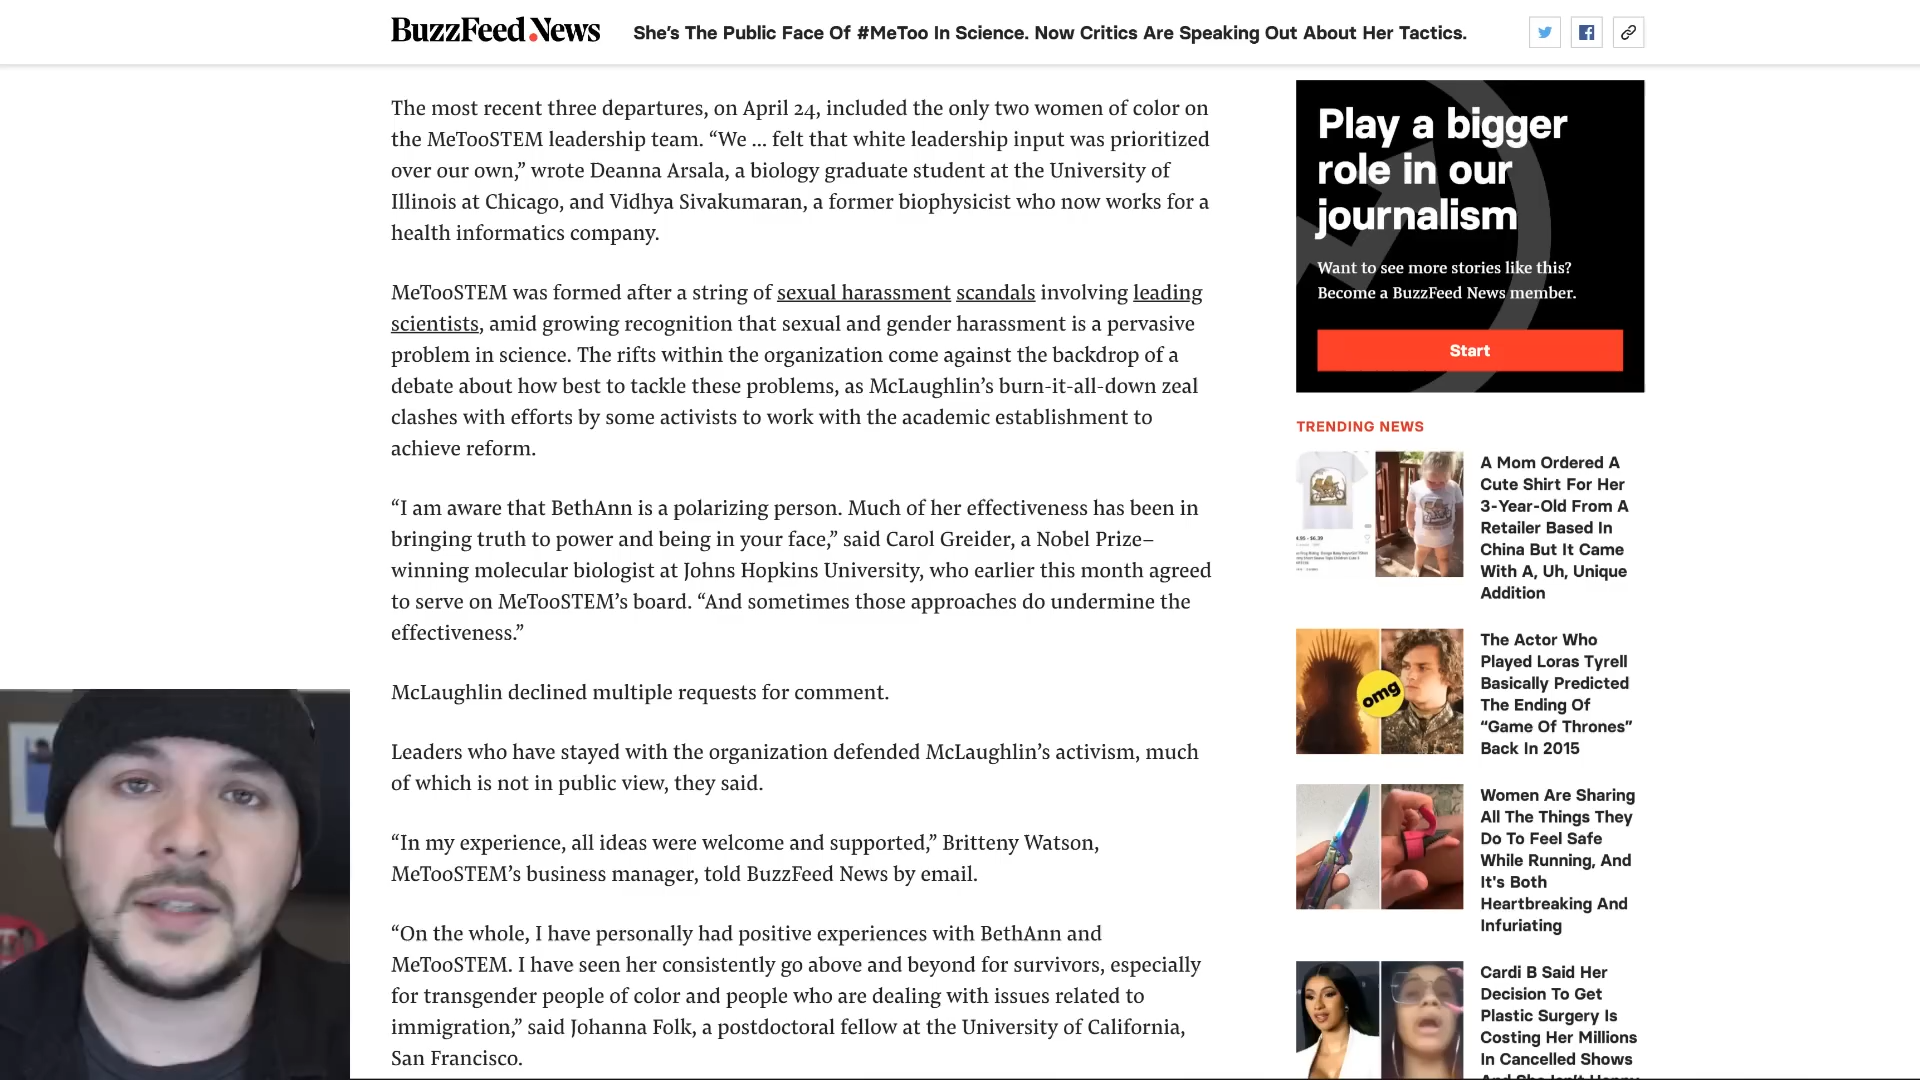 BuzzFeed News
She’s The Public Face Of #MeToo In Science. Now Critics Are Speaking Out About Her Tactics.
The most recent three departures, on April 24, included the only two women of color on
the MeTooSTEM leadership team. “We ... felt that white leadership input was prioritized
over our own,” wrote Deanna Arsala, a biology graduate student at the University of
Illinois at Chicago, and Vidhya Sivakumaran, a former biophysicist who now works for a
health informatics company.
MeTooSTEM was formed after a string of sexual harassment scandals involving leading
scientists, amid growing recognition that sexual and gender harassment is a pervasive
problem in science. The rifts within the organization come against the backdrop of a
debate about how best to tackle these problems, as McLaughlin’s burn-it-all-down zeal
clashes with efforts by some activists to work with the academic establishment to
achieve reform.
“I am aware that BethAnn is a polarizing person. Much of her effectiveness has been in
bringing truth to power and being in your face,” said Carol Greider, a Nobel Prize–
winning molecular biologist at Johns Hopkins University, who earlier this month agreed
to serve on MeTooSTEM’s board. “And sometimes those approaches do undermine the
effectiveness.”
McLaughlin declined multiple requests for comment.
Leaders who have stayed with the organization defended McLaughlin’s activism, much
of which is not in public view, they said.
“In my experience, all ideas were welcome and supported,” Britteny Watson,
MeTooSTEM’s business manager, told BuzzFeed News by email.
“On the whole, I have personally had positive experiences with BethAnn and
MeTooSTEM. I have seen her consistently go above and beyond for survivors, especially
for transgender people of color and people who are dealing with issues related to
immigration,” said Johanna Folk, a postdoctoral fellow at the University of California,
San Francisco.
Play a bigger
role in our
journalism
Want to see more stories like this?
Become a BuzzFeed News member.
Start
TRENDING NEWS
A Mom Ordered A
Cute Shirt For Her
3-Year-Old From A
Retailer Based In
China But It Came
With A, Uh, Unique
Addition
omg
The Actor Who
Played Loras Tyrell
Basically Predicted
The Ending Of
“Game Of Thrones”
Back In 2015
Women Are Sharing
All The Things They
Do To Feel Safe
While Running, And
It's Both
Heartbreaking And
Infuriating
Cardi B Said Her
Decision To Get
Plastic Surgery Is
Costing Her Millions
In Cancelled Shows